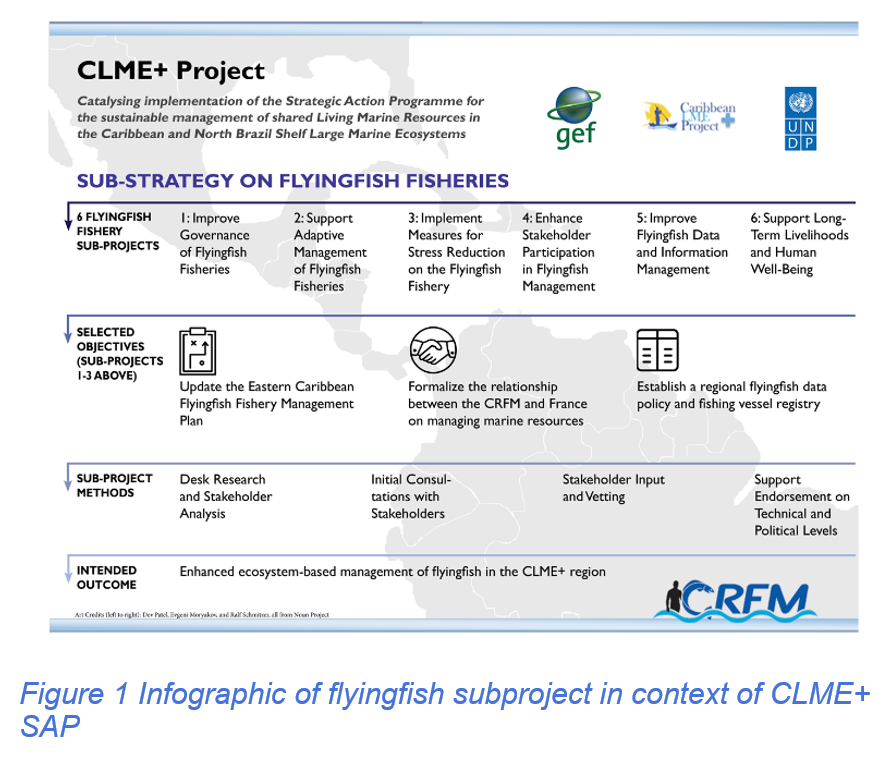 CLME+ Project
Catalysing implementation of the Strategic Action Programme for
the sustainable management of shared Living Marine Resources in
the Caribbean and North Brazil Shelf Large Marine Ecosystems
gef
Caribbean
LME
Project
U N
D P
SUB-STRATEGY ON FLYINGFISH FISHERIES
6 FLYINGFISH
FISHERY
SUB-PROJECTS
1: Improve
Governance
of Flyingfish
Fisheries
2: Support
Adaptive
Management
of Flyingfish
Fisheries
3: Implement
Measures for
Stress Reduction
on the Flyingfish
Fishery
4: Enhance
Stakeholder
Participation
in Flyingfish
Management
5: Improve
Flyingfish Data
and Information
Management
6: Support Long-
Term Livelihoods
and Human
Well-Being
SELECTED
OBJECTIVES
(SUB-PROJECTS
1-3 ABOVE)
Update the Eastern Caribbean
Flyingfish Fishery Management
Plan
Formalize the relationship
between the CRFM and France
on managing marine resources
Establish a regional flyingfish data
policy and fishing vessel registry
SUB-PROJECT
METHODS
Desk Research
and Stakeholder
Analysis
Initial Consul-
tations with
Stakeholders
Stakeholder Input
and Vetting
Support
Endorsement on
Technical and
Political Levels
INTENDED
OUTCOME
Enhanced ecosystem-based management of flyingfish in the CLME+ region
CRFM
Art Credits (left to right): Dev Patel, Evgeni Moryakov, and Ralf Schmitzer, all from Noun Project
Figure 1 Infographic of flyingfish subproject in context of CLME+
SAP